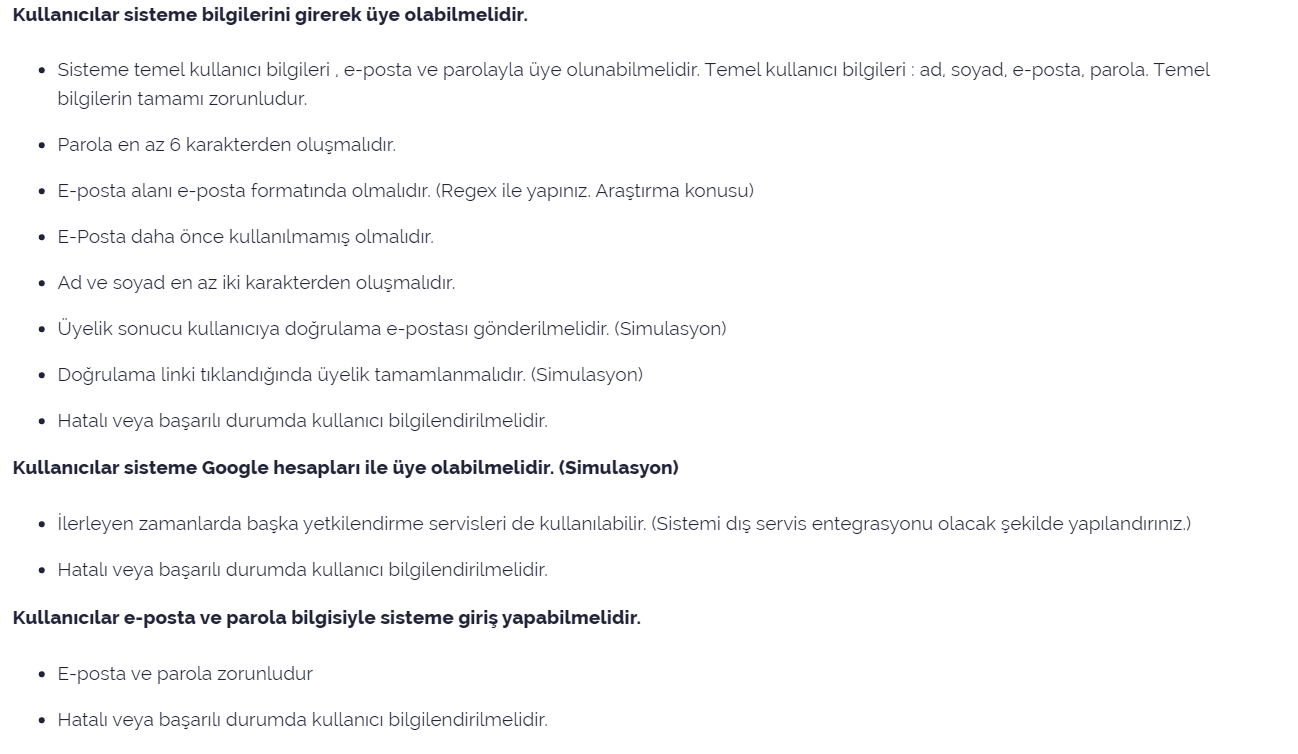 Kullanıcılar sisteme bilgilerini girerek üye olabilmelidir.
• Sisteme temel kullanıcı bilgileri , e-posta ve parolayla üye olunabilmelidir. Temel kullanıcı bilgileri : ad, soyad, e-posta, parola. Temel
bilgilerin tamamı zorunludur.
• Parola en az 6 karakterden oluşmalıdır.
• E-posta alanı e-posta formatında olmalıdır. (Regex ile yapınız. Araştırma konusu)
• E-Posta daha önce kullanılmamış olmalıdır.
• Ad ve soyad en az iki karakterden oluşmalıdır.
• Üyelik sonucu kullanıcıya doğrulama e-postası gönderilmelidir. (Simulasyon)
• Doğrulama linki tıklandığında üyelik tamamlanmalıdır. (Simulasyon)
• Hatalı veya başarılı durumda kullanıcı bilgilendirilmelidir.
Kullanıcılar sisteme Google hesapları ile üye olabilmelidir. (Simulasyon)
• İlerleyen zamanlarda başka yetkilendirme servisleri de kullanılabilir. (Sistemi dış servis entegrasyonu olacak şekilde yapılandırınız.)
• Hatalı veya başarılı durumda kullanıcı bilgilendirilmelidir.
Kullanıcılar e-posta ve parola bilgisiyle sisteme giriş yapabilmelidir.
• E-posta ve parola zorunludur
• Hatalı veya başarılı durumda kullanıcı bilgilendirilmelidir.